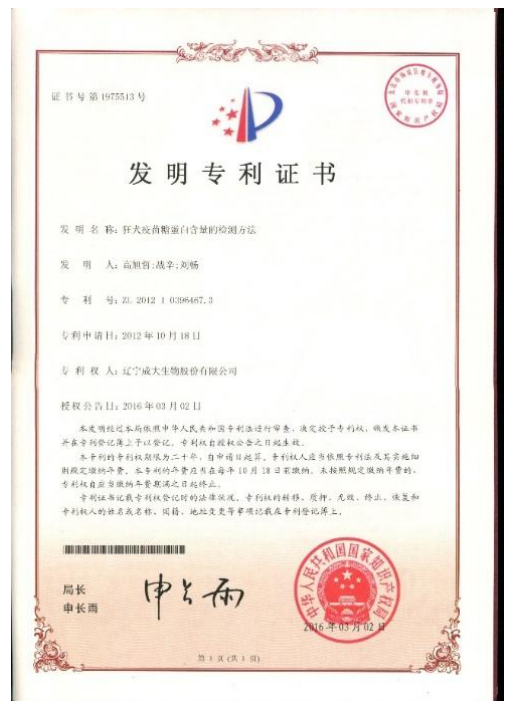 证书号第1975513号
发明专利证书
发 明 名 称：狂犬疫苗糖蛋白含量的检测方法
发 明 人：高旭哲;战辛;刘畅
专 利 号：ZL 2012 1 0396467.3
专利申请日：2012年10月18日
专 利 权 人：辽宁成大生物股份有限公司
授权公告日：2016年03月02日
本发明经过本局依照中华人民共和国专利法进行审查，决定授予专利权，颁发本证书
并在专利登记簿上予以登记。专利权自授权公告之日起生效。
本专利的专利权期限为二十年，自申请日起算。专利权人应当依照专利法及其实施细
则规定缴纳年费。本专利的年费应当在每年10月18日前缴纳。未按照规定缴纳年费的，
专利权自应当缴纳年费期满之日起终止。
专利证书记载专利权登记时的法律状况。专利权的转移、质押、无效、终止、恢复和
专利权人的姓名或名称、国籍、地址变更等事项记载在专利登记簿上。
局长
申长雨
申长雨
中华人民共和国国家知识产权局
2016年03月02日
第 1 页 (共 1 页)